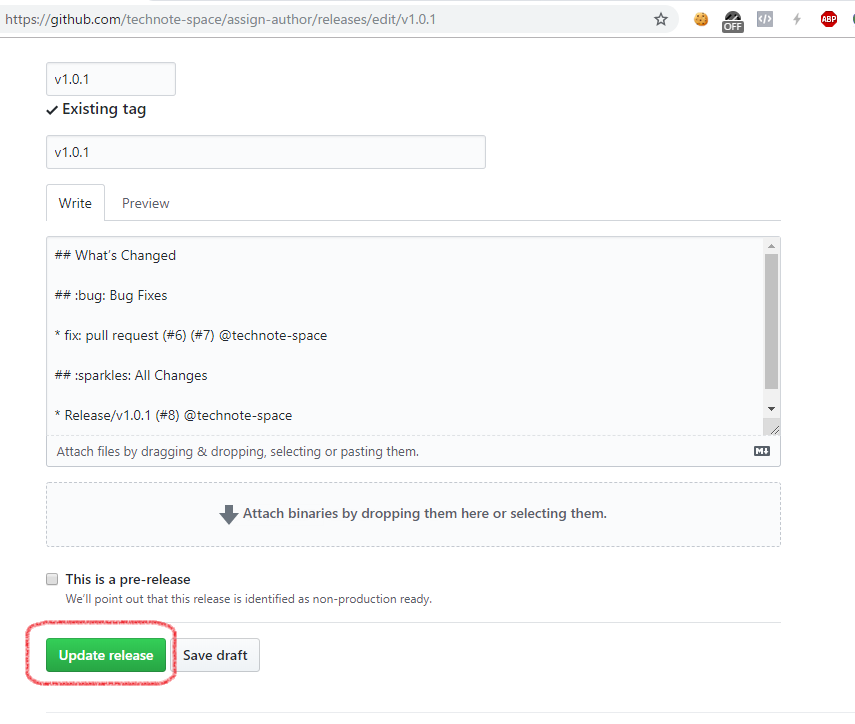 https://github.com/technote-space/assign-author/releases/edit/v1.0.1
OFF
ABP
v1.0.1
Existing tag
v1.0.1
Write Preview
## What's Changed
## :bug: Bug Fixes
* fix: pull request (#6) (#7) @technote-space
## :sparkles: All Changes
* Release/v1.0.1 (#8) @technote-space
Attach files by dragging & dropping, selecting or pasting them.
Attach binaries by dropping them here or selecting them.
This is a pre-release
We'll point out that this release is identified as non-production ready.
Update release Save draft